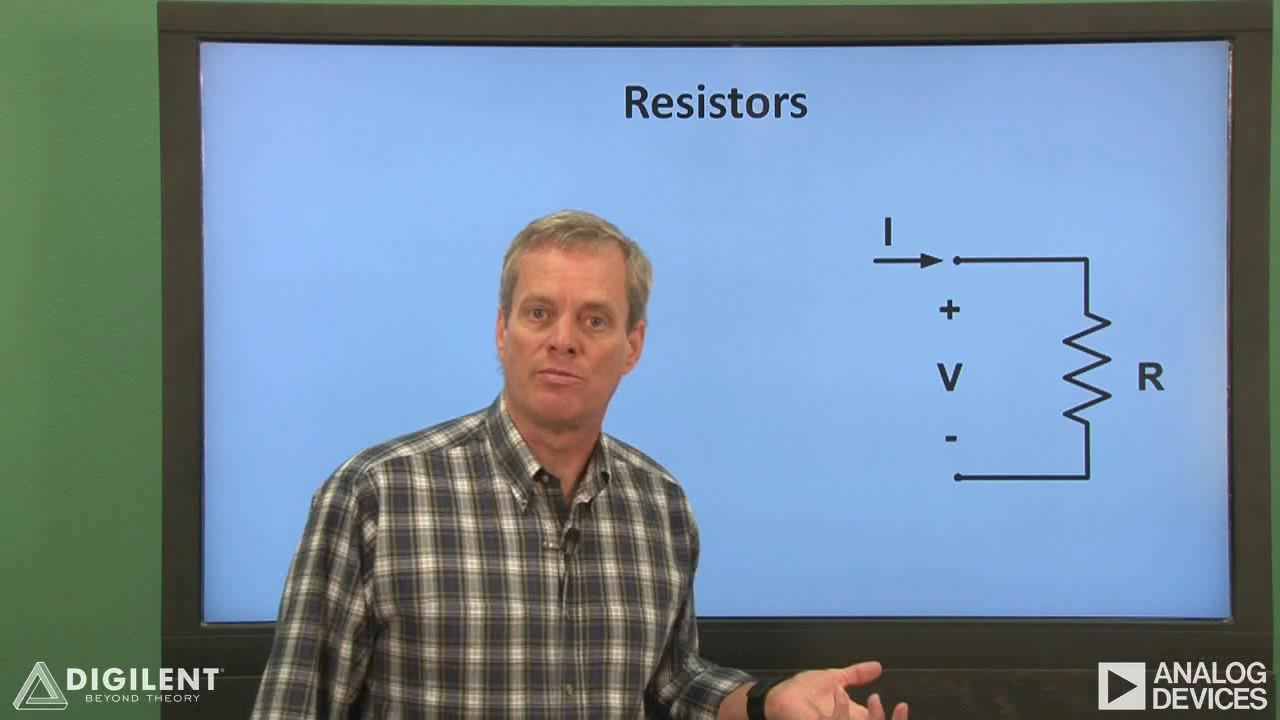 Resistors
I
+
V
R
-
DIGILENT
BEYOND THEORY
ANALOG
DEVICES